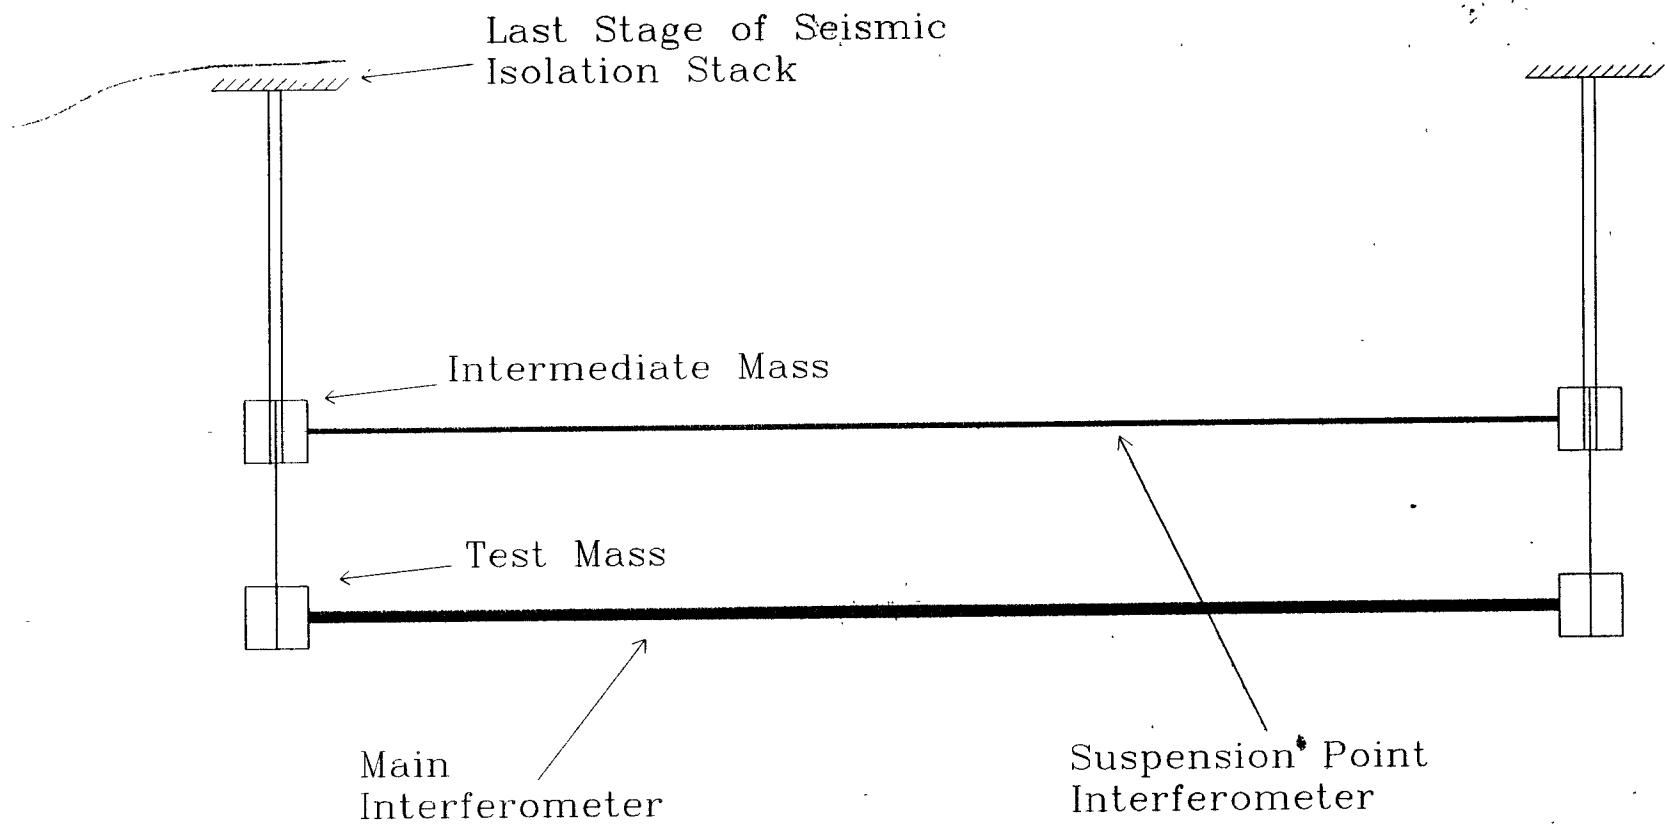 Last Stage of Seismic
Isolation Stack
Intermediate Mass
Test Mass
Main
Interferometer
Suspension Point
Interferometer